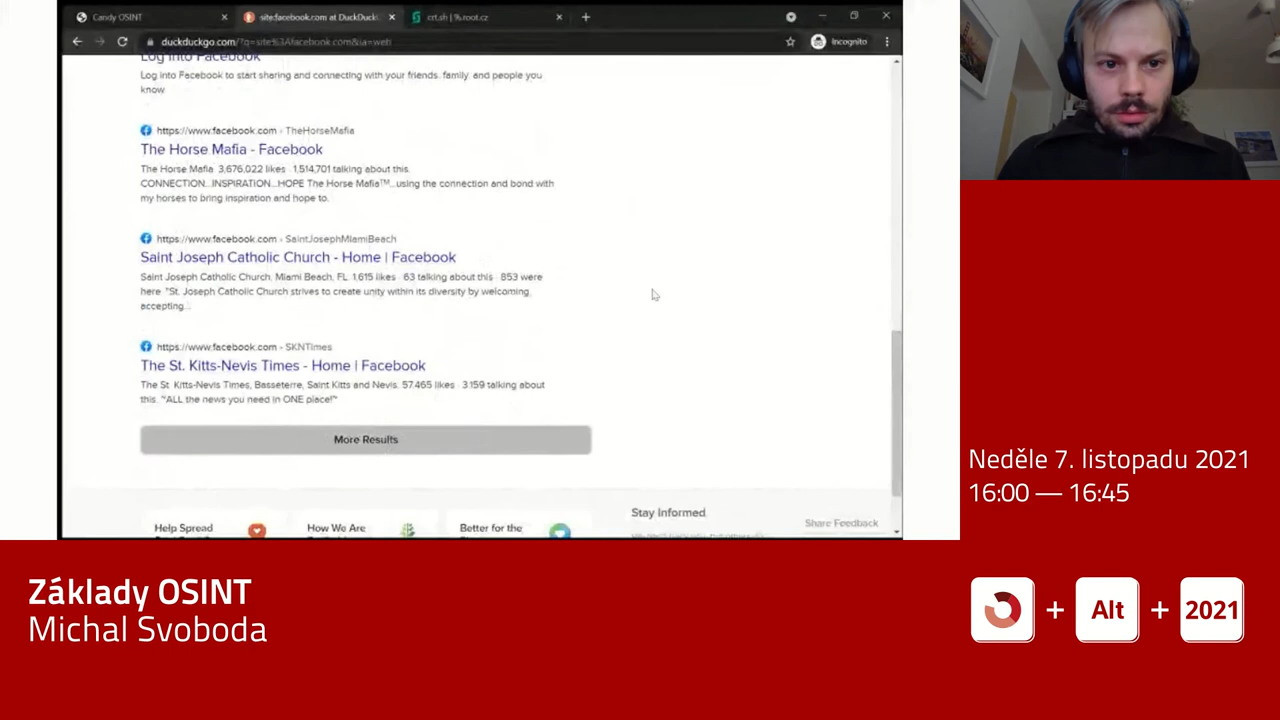 Candy OSINT
site:facebook.com at DuckDuck
crt.sh | %.root.cz
duckduckgo.com/?q=site%3Afacebook.com&ia=web
Incognito
Log into Facebook
Log into Facebook to start sharing and connecting with your friends, family, and people you
know.
https://www.facebook.com › TheHorseMafia
The Horse Mafia - Facebook
The Horse Mafia. 3,676,022 likes · 1,514,701 talking about this.
CONNECTION...INSPIRATION...HOPE The Horse Mafia™...using the connection and bond with
my horses to bring inspiration and hope to.
https://www.facebook.com › SaintJosephMiamiBeach
Saint Joseph Catholic Church - Home | Facebook
Saint Joseph Catholic Church, Miami Beach, FL. 1,615 likes · 63 talking about this · 853 were
here. "St. Joseph Catholic Church strives to create unity within its diversity by welcoming,
accepting...
https://www.facebook.com › SKNTimes
The St. Kitts-Nevis Times - Home | Facebook
The St. Kitts-Nevis Times, Basseterre, Saint Kitts and Nevis. 57,465 likes · 3,159 talking about
this. "ALL the news you need in ONE place!"
More Results
Help Spread
How We Are
Better for the
Stay Informed
Share Feedback
Neděle 7. listopadu 2021
16:00 — 16:45
Základy OSINT
Michal Svoboda
+ Alt + 2021